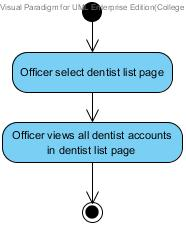 Visual Paradigm for UML Enterprise Edition(College
Officer select dentist list page
Officer views all dentist accounts
in dentist list page